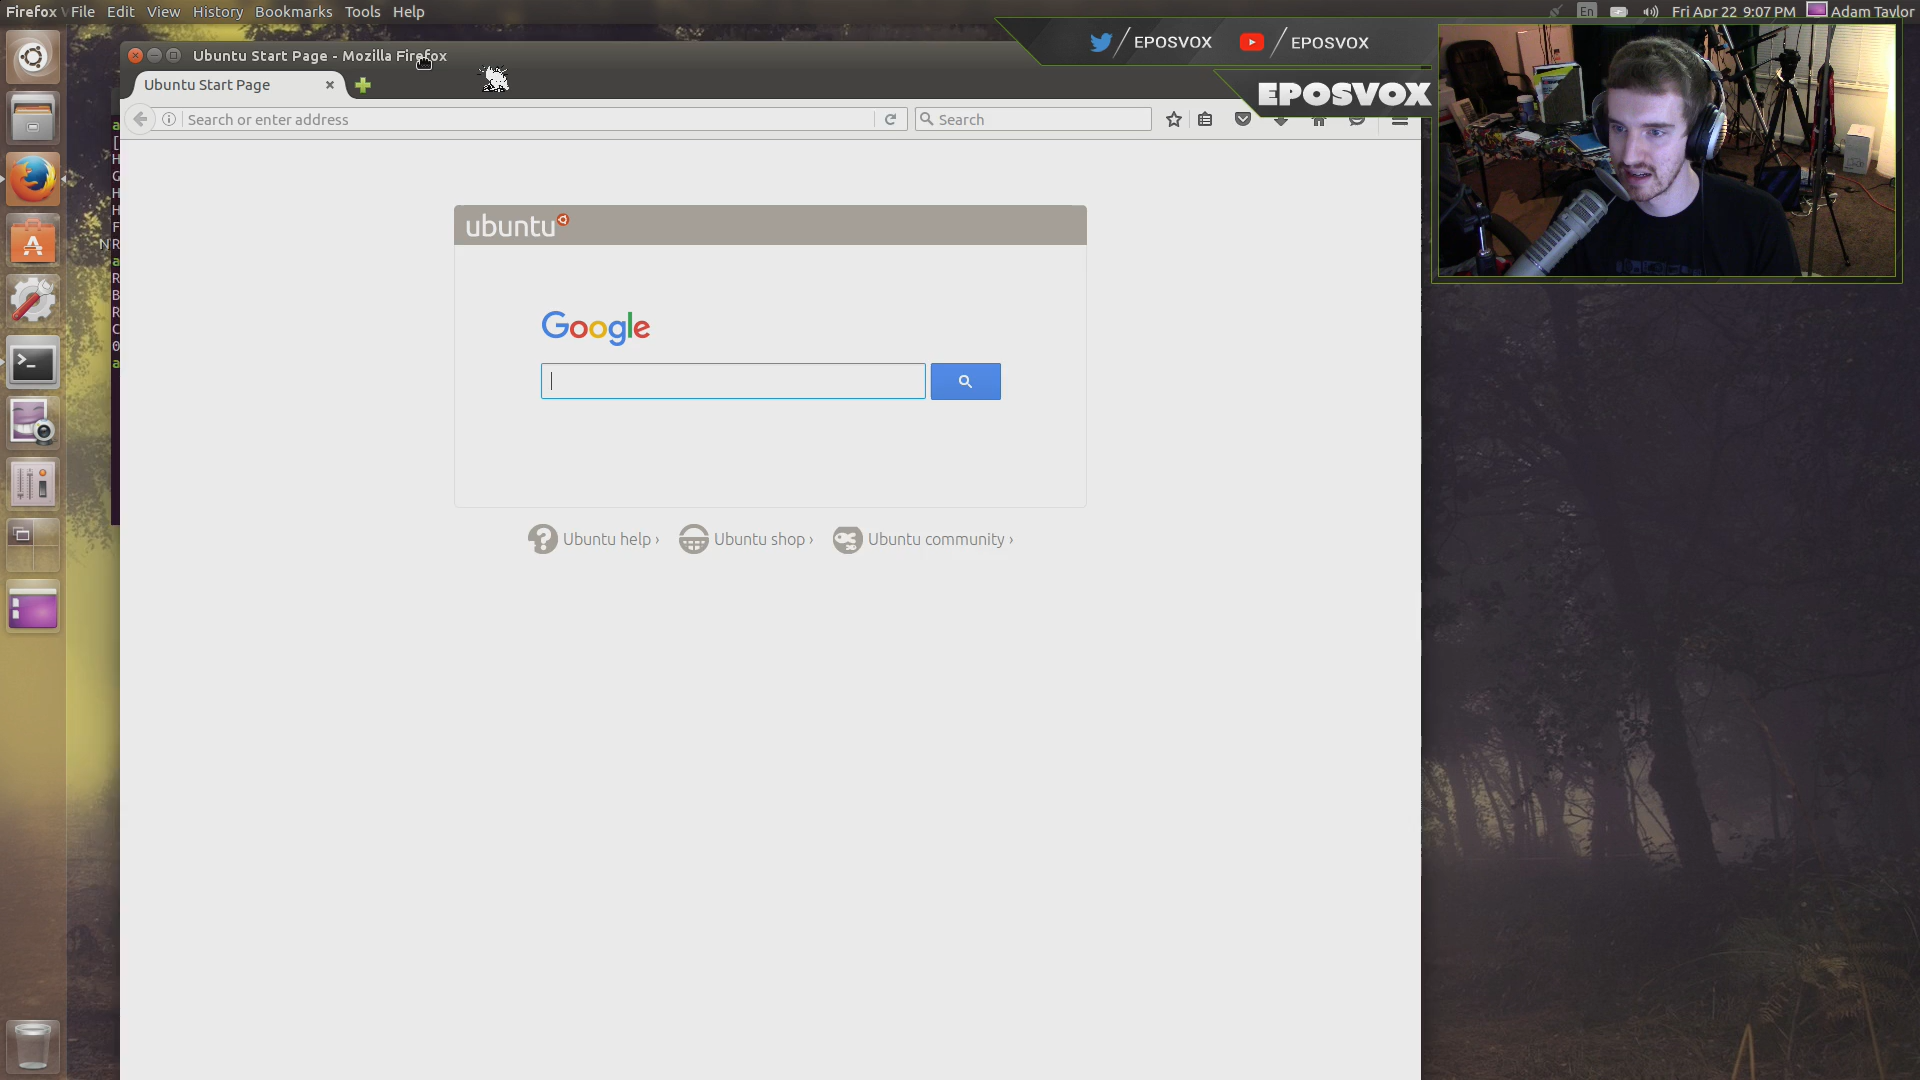 Firefox File Edit View History Bookmarks Tools Help
En Fri Apr 22 9:07 PM Adam Taylor
EPOSVOX EPOSVOX
EPOSVOX
Ubuntu Start Page - Mozilla Firefox
Ubuntu Start Page
Search or enter address
Search
ubuntu
Google
Ubuntu help ›
Ubuntu shop ›
Ubuntu community ›